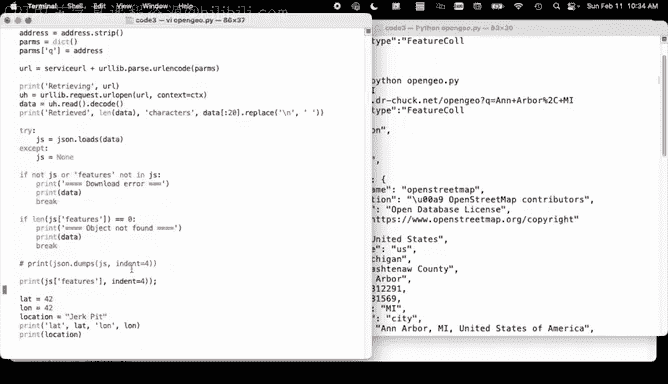 Terminal Shell Edit View Window Help
Sun Feb 11 10:34 AM
code3 — vi opengeo.py — 86×37
address = address.strip()
parms = dict()
parms['q'] = address
url = serviceurl + urllib.parse.urlencode(parms)
print('Retrieving', url)
uh = urllib.request.urlopen(url, context=ctx)
data = uh.read().decode()
print('Retrieved', len(data), 'characters', data[:20].replace('\n', ' '))
try:
js = json.loads(data)
except:
js = None
if not js or 'features' not in js:
print('==== Download error ===')
print(data)
break
if len(js['features']) == 0:
print('==== Object not found ====')
print(data)
break
# print(json.dumps(js, indent=4))
print(js['features'], indent=4));
lat = 42
lon = 42
location = "Jerk Pit"
print('lat', lat, 'lon', lon)
print(location)
code3 — Python opengeo.py — 86×30
type":"FeatureColl
python opengeo.py
MI
.dr-chuck.net/opengeo?q=Ann+Arbor%2C+MI
type":"FeatureColl
on",
: {
ame": "openstreetmap",
tion": "\u00a9 OpenStreetMap contributors",
": "Open Database License",
www.openstreetmap.org/copyright"
United States",
e": "us",
ichigan",
ashtenaw County",
312291,
81569,
": "MI",
": "city",
"Ann Arbor, MI, United States of America",